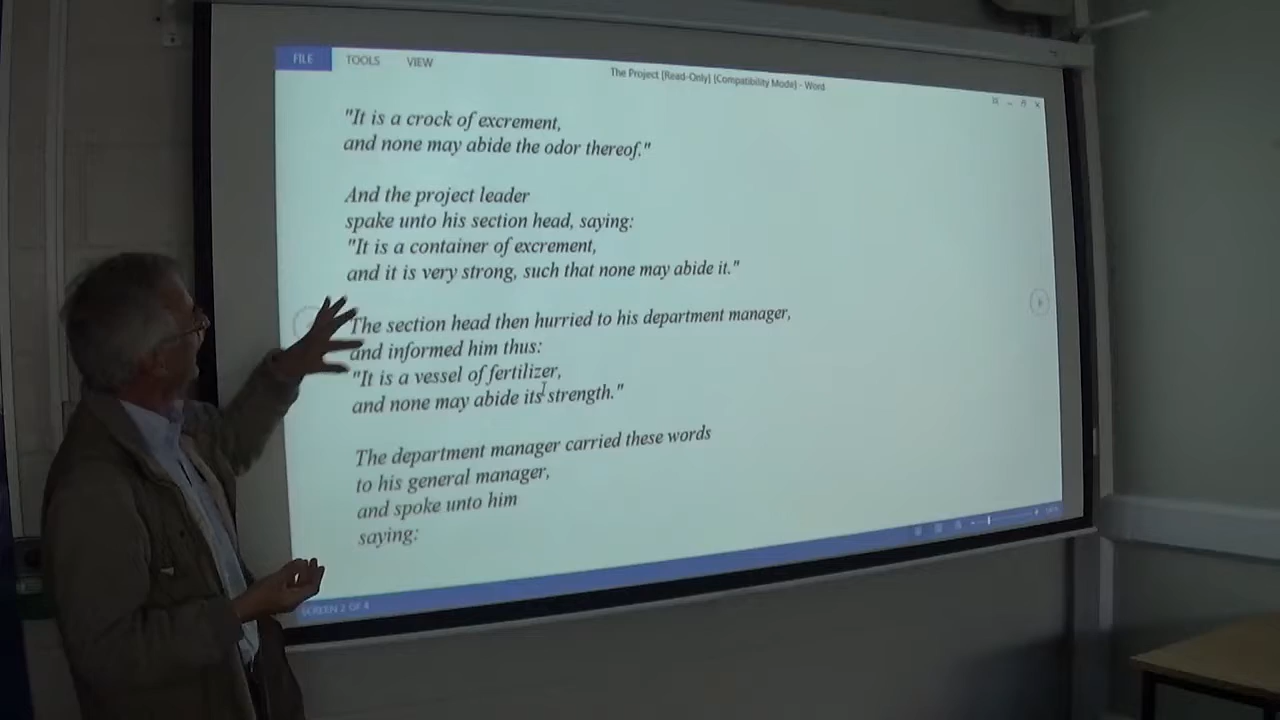 FILE TOOLS VIEW
The Project [Read-Only] [Compatibility Mode] - Word
"It is a crock of excrement,
and none may abide the odor thereof."
And the project leader
spake unto his section head, saying:
"It is a container of excrement,
and it is very strong, such that none may abide it."
The section head then hurried to his department manager,
and informed him thus:
"It is a vessel of fertilizer,
and none may abide its strength."
The department manager carried these words
to his general manager,
and spoke unto him
saying:
SCREEN 2 OF 4